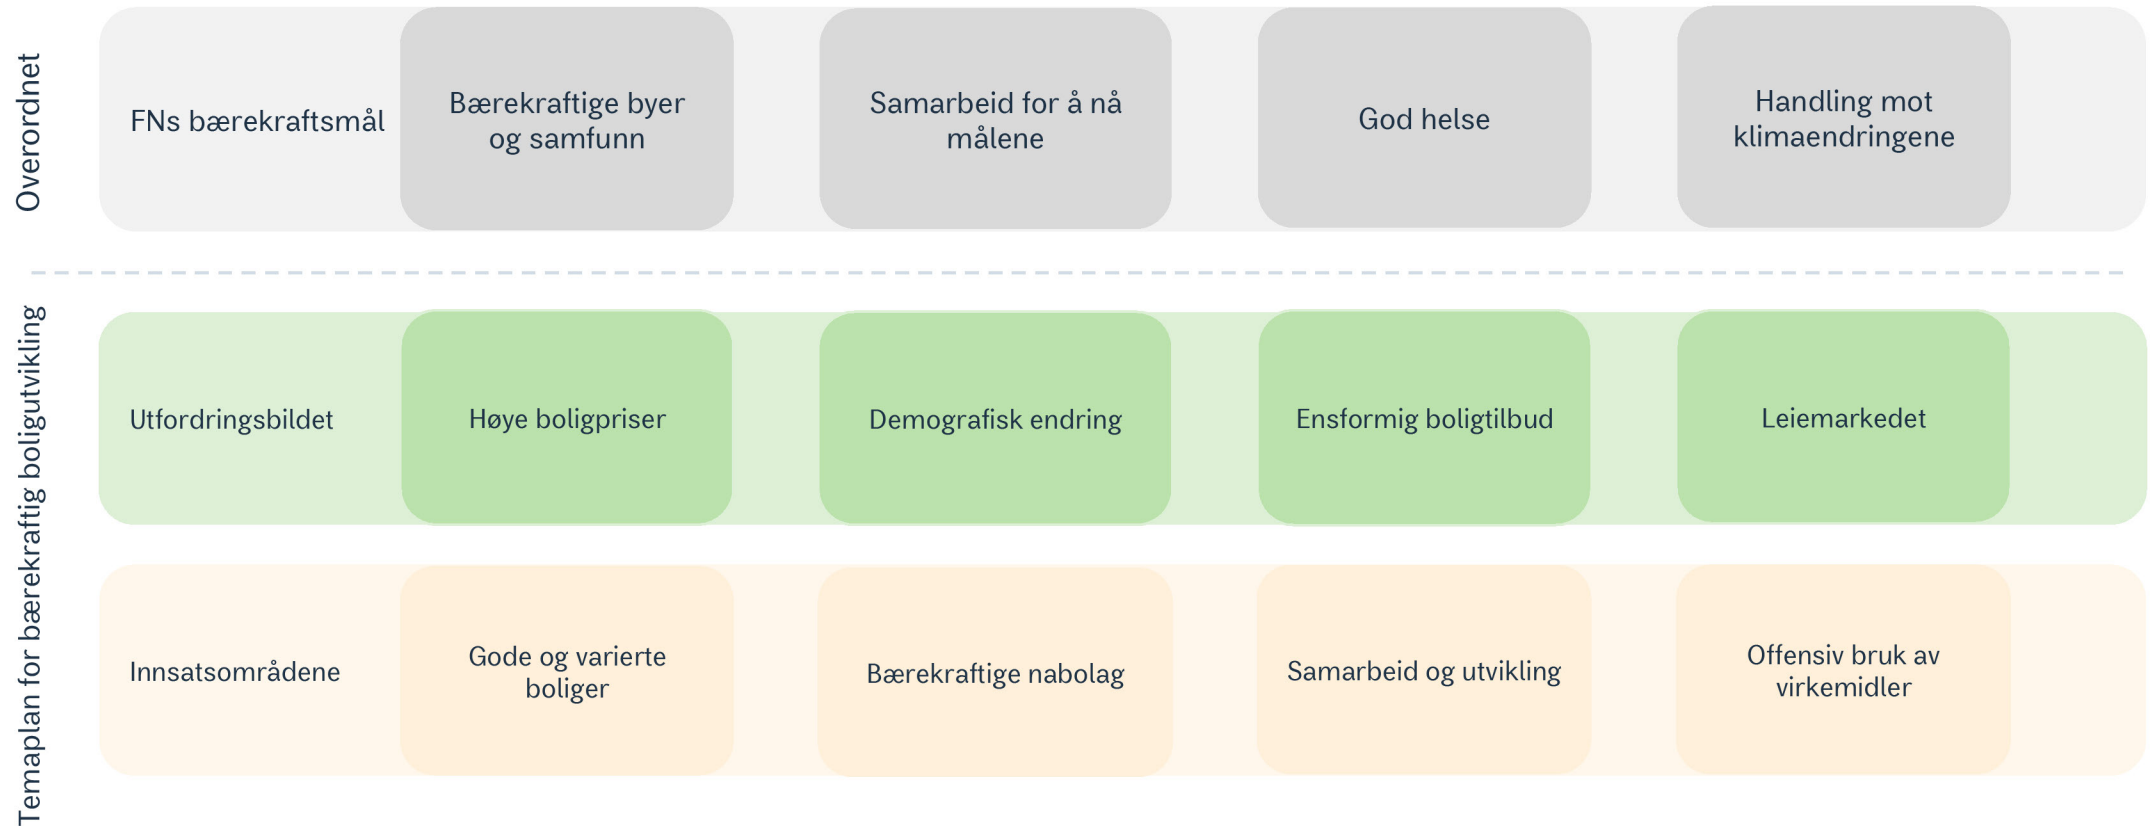 Overordnet
FNs bærekraftsmål
Bærekraftige byer
og samfunn
Samarbeid for å nå
målene
God helse
Handling mot
klimaendringene
Temaplan for bærekraftig boligutvikling
Utfordringsbildet
Høye boligpriser
Demografisk endring
Ensformig boligtilbud
Leiemarkedet
Innsatsområdene
Gode og varierte
boliger
Bærekraftige nabolag
Samarbeid og utvikling
Offensiv bruk av
virkemidler